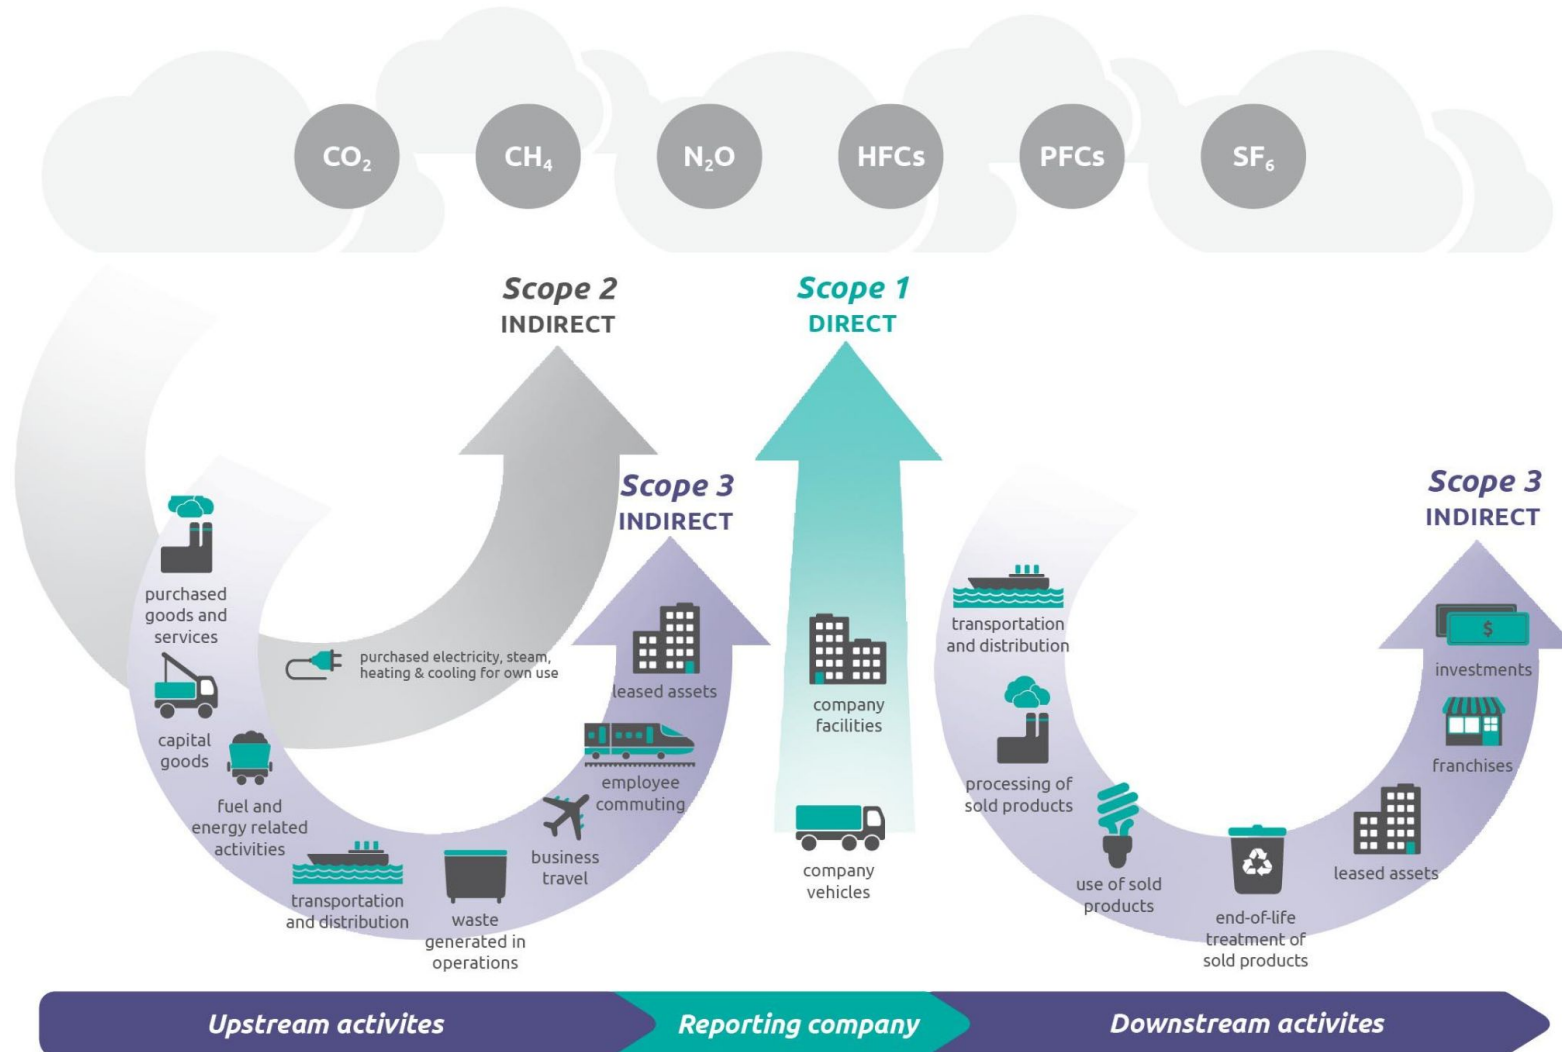 CO₂
CH₄
N₂O
HFCs
PFCs
SF₆
Scope 2
INDIRECT
Scope 1
DIRECT
Scope 3
INDIRECT
Scope 3
INDIRECT
purchased
goods and
services
capital
goods
fuel and
energy related
activities
transportation
and distribution
waste
generated in
operations
business
travel
employee
commuting
leased assets
purchased electricity, steam,
heating & cooling for own use
company
facilities
company
vehicles
transportation
and distribution
processing of
sold products
use of sold
products
end-of-life
treatment of
sold products
leased assets
franchises
$
investments
Upstream activites
Reporting company
Downstream activites